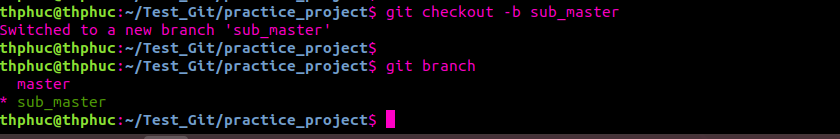 thphuc@thphuc:~/Test_Git/practice_project$ git checkout -b sub_master
Switched to a new branch 'sub_master'
thphuc@thphuc:~/Test_Git/practice_project$
thphuc@thphuc:~/Test_Git/practice_project$ git branch
  master
* sub_master
thphuc@thphuc:~/Test_Git/practice_project$